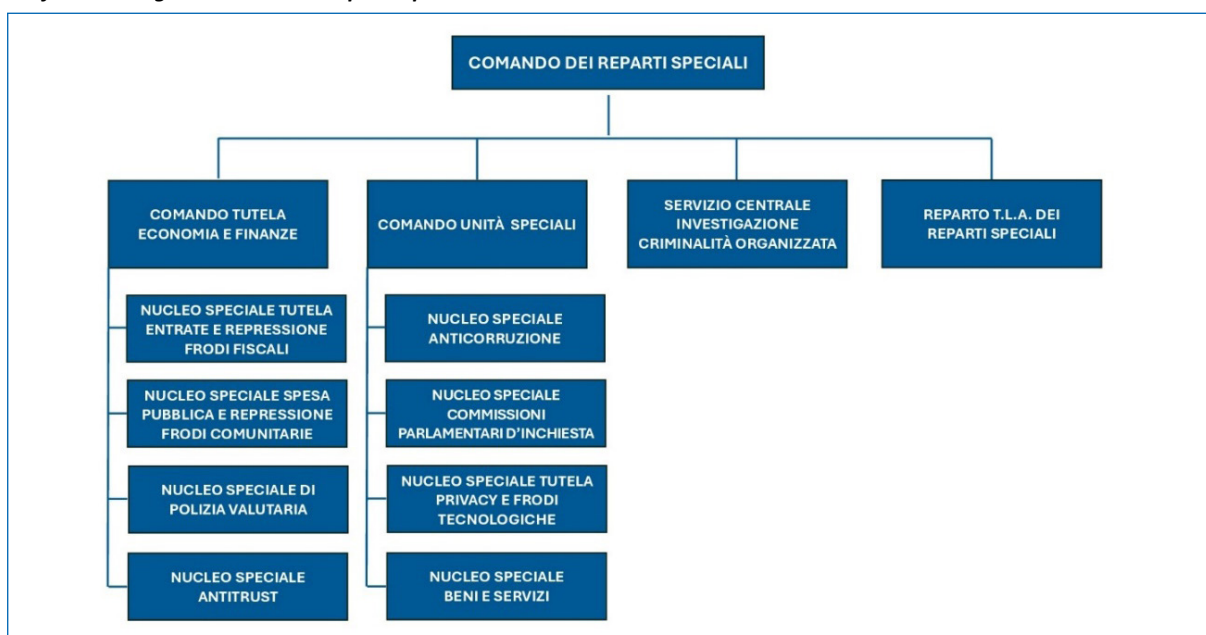 COMANDO DEI REPARTI SPECIALI
COMANDO TUTELA
ECONOMIA E FINANZE
COMANDO UNITÀ SPECIALI
SERVIZIO CENTRALE
INVESTIGAZIONE
CRIMINALITÀ ORGANIZZATA
REPARTO T.L.A. DEI
REPARTI SPECIALI
NUCLEO SPECIALE TUTELA
ENTRATE E REPRESSIONE
FRODI FISCALI
NUCLEO SPECIALE SPESA
PUBBLICA E REPRESSIONE
FRODI COMUNITARIE
NUCLEO SPECIALE DI
POLIZIA VALUTARIA
NUCLEO SPECIALE
ANTITRUST
NUCLEO SPECIALE
ANTICORRUZIONE
NUCLEO SPECIALE
COMMISSIONI
PARLAMENTARI D'INCHIESTA
NUCLEO SPECIALE TUTELA
PRIVACY E FRODI
TECNOLOGICHE
NUCLEO SPECIALE
BENI E SERVIZI